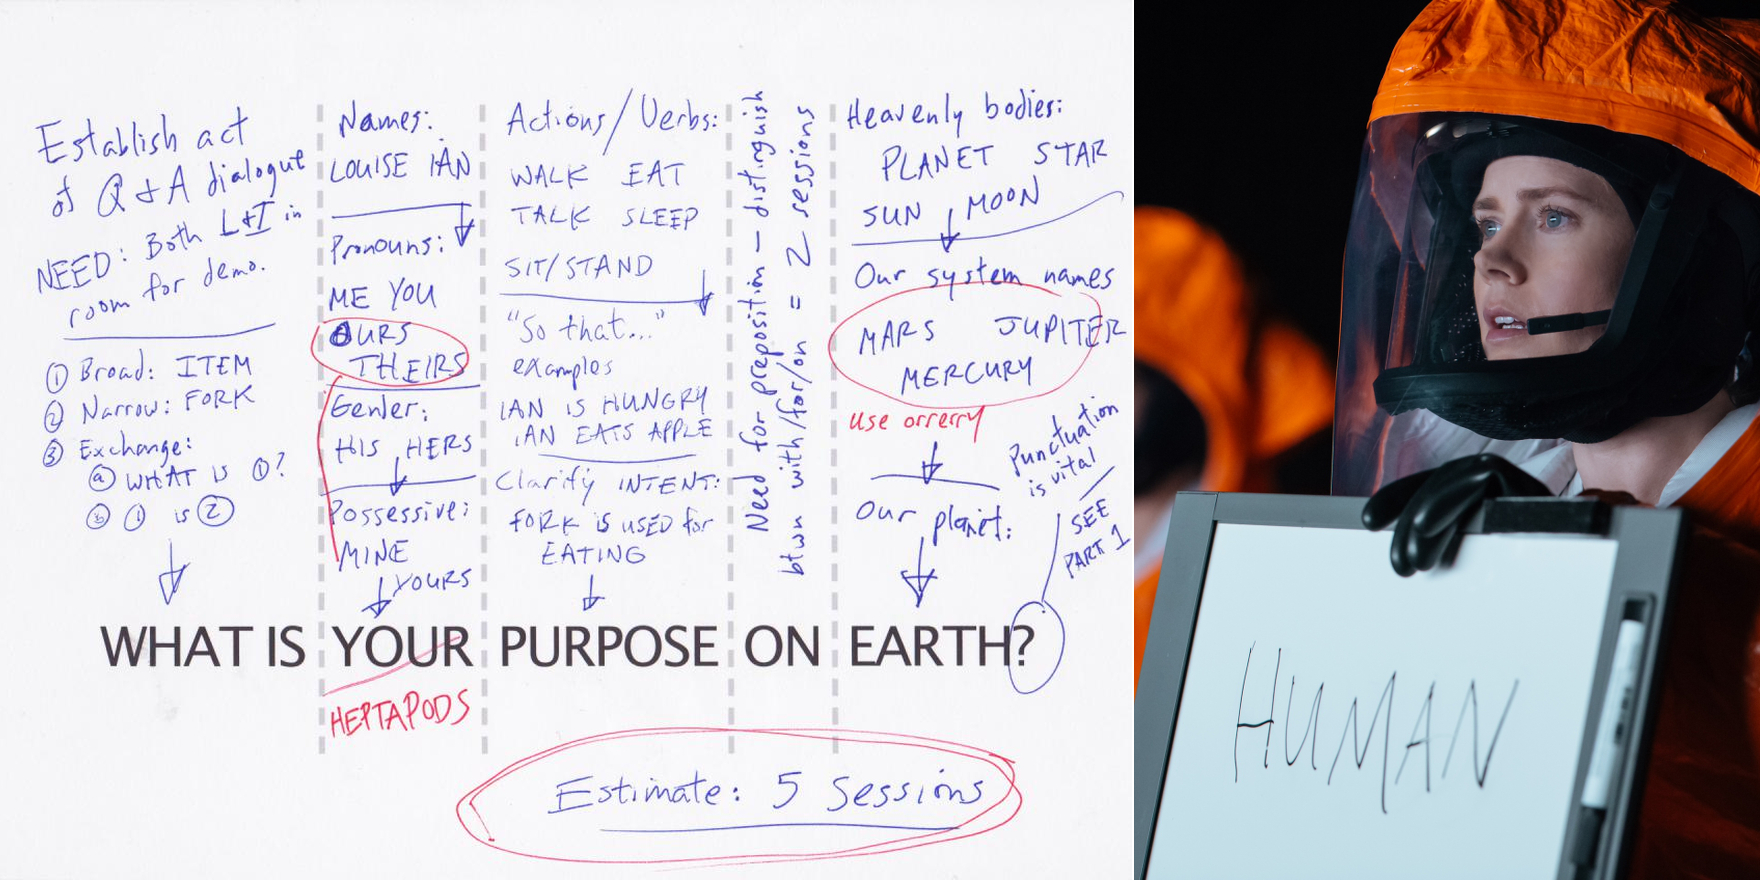 Establish act
of Q & A dialogue
NEED: Both L&I in
room for demo.
① Broad: ITEM
② Narrow: FORK
③ Exchange:
ⓐ WHAT IS ①?
ⓑ ① is ②
Names:
LOUISE IAN
Pronouns:
ME YOU
OURS
THEIRS
Gender:
HIS HERS
Possessive:
MINE
YOURS
Actions/Verbs:
WALK EAT
TALK SLEEP
SIT/STAND
"So that..."
examples
IAN IS HUNGRY
IAN EATS APPLE
Clarify INTENT:
FORK is USED for
EATING
Need for preposition — distinguish
btwn with/for/on = 2 sessions
Heavenly bodies:
PLANET STAR
SUN MOON
Our system names
MARS JUPITER
MERCURY
use orrery
Our planet:
Punctuation
is vital
SEE
PART 1
WHAT IS YOUR PURPOSE ON EARTH?
HEPTAPODS
Estimate: 5 Sessions
HUMAN